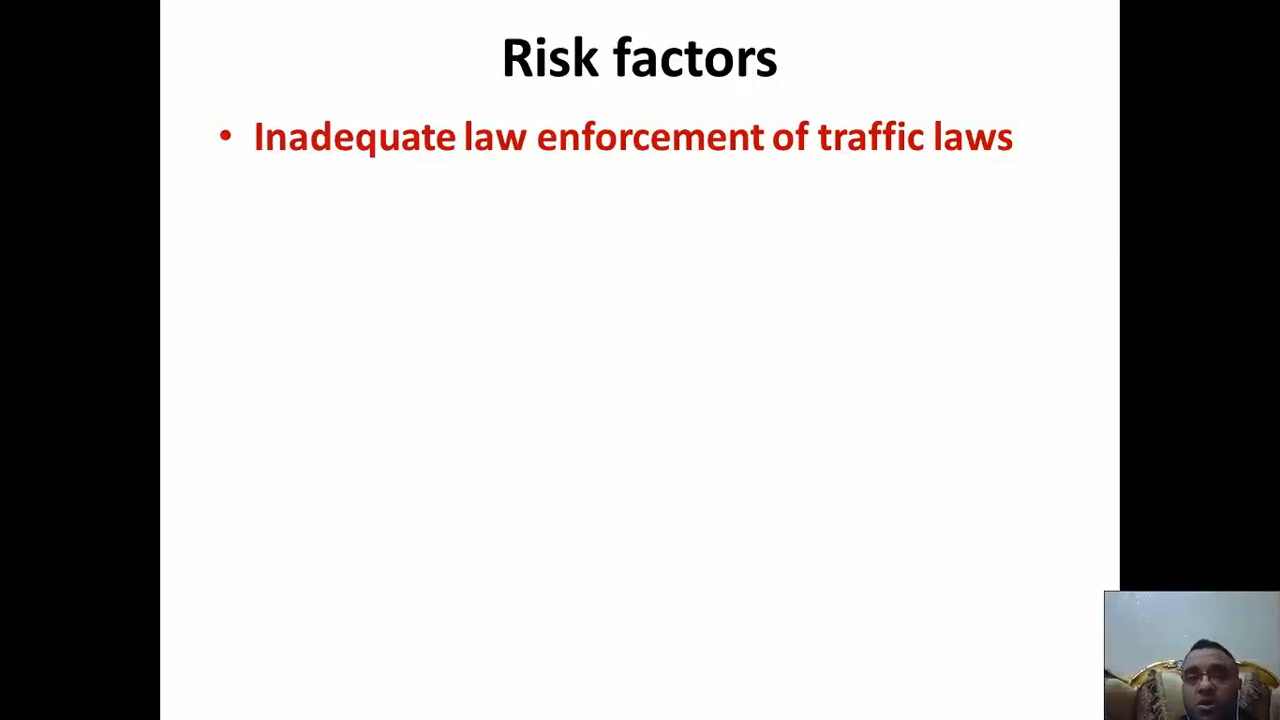 Risk factors
• Inadequate law enforcement of traffic laws